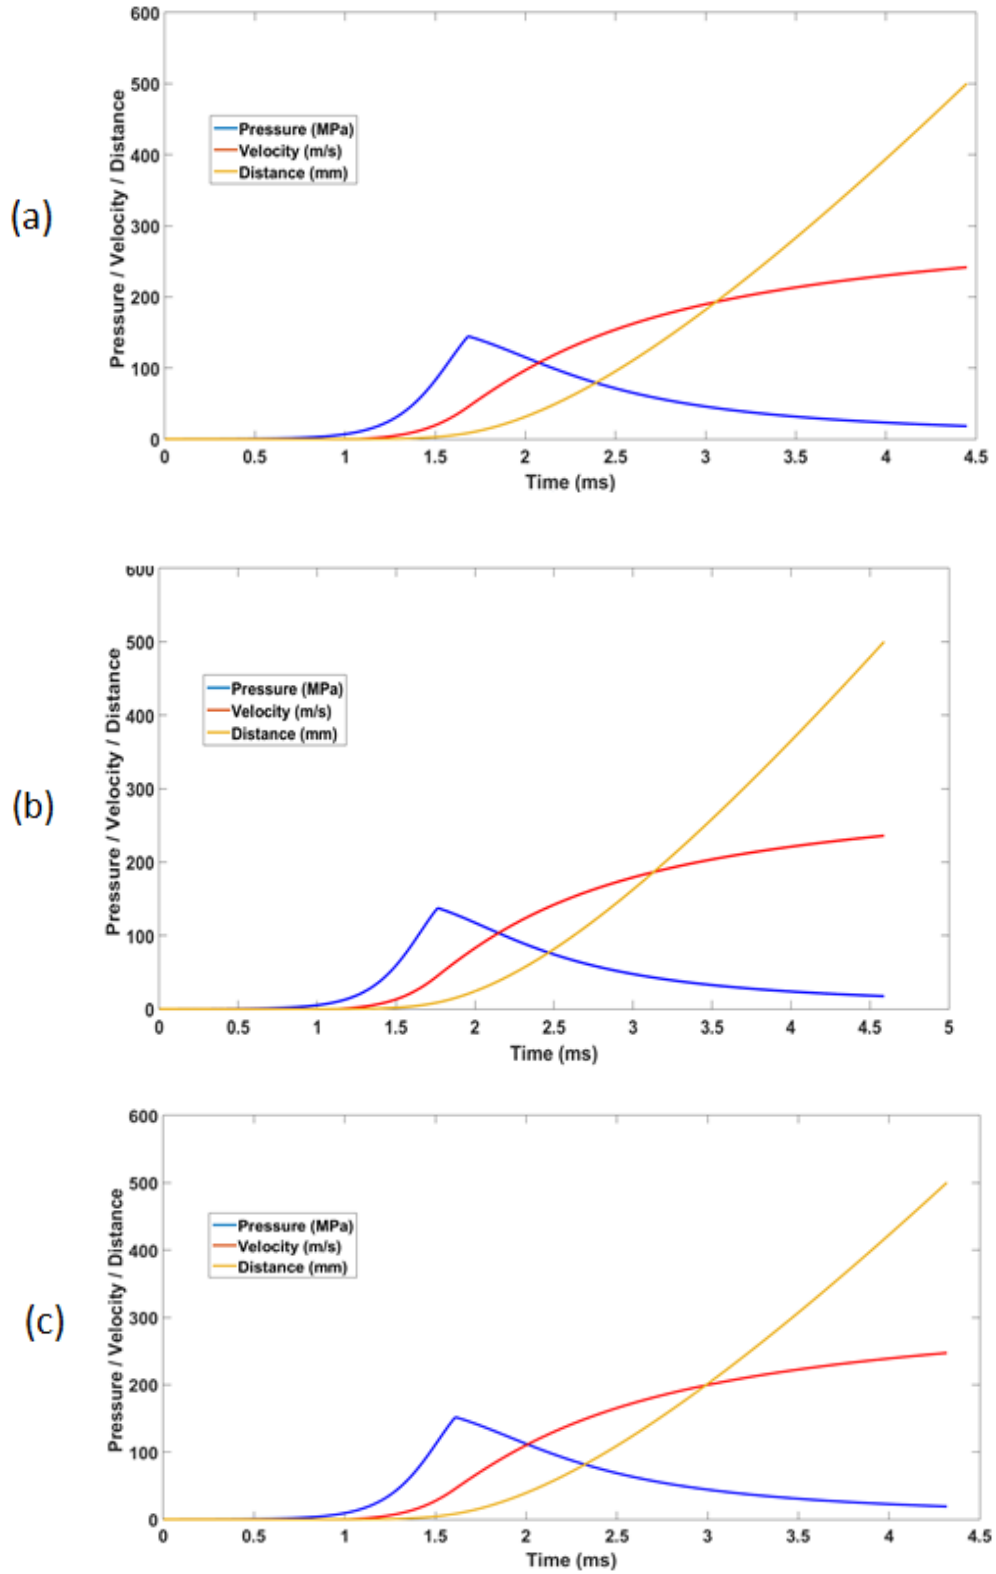 (a)
Pressure / Velocity / Distance
600
500
400
300
200
100
0
Pressure (MPa)
Velocity (m/s)
Distance (mm)
0 0.5 1 1.5 2 2.5 3 3.5 4 4.5
Time (ms)
(b)
Pressure / Velocity / Distance
600
500
400
300
200
100
0
Pressure (MPa)
Velocity (m/s)
Distance (mm)
0 0.5 1 1.5 2 2.5 3 3.5 4 4.5 5
Time (ms)
(c)
Pressure / Velocity / Distance
600
500
400
300
200
100
0
Pressure (MPa)
Velocity (m/s)
Distance (mm)
0 0.5 1 1.5 2 2.5 3 3.5 4 4.5
Time (ms)